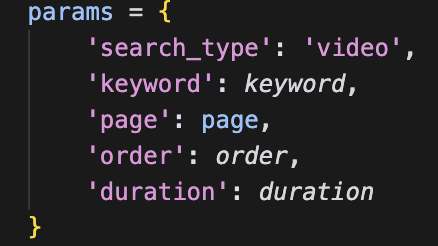 params = {
    'search_type': 'video',
    'keyword': keyword,
    'page': page,
    'order': order,
    'duration': duration
}